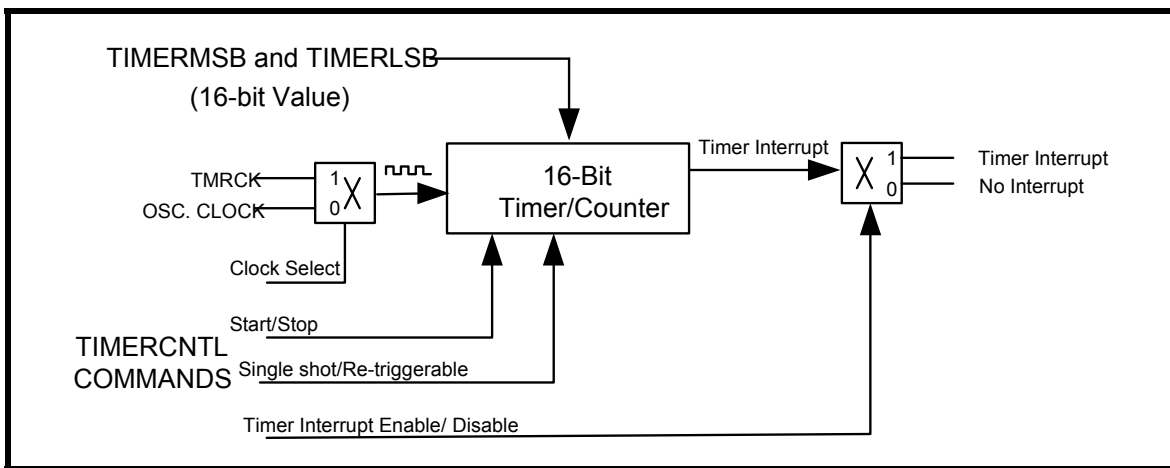 TIMERMSB and TIMERLSB
(16-bit Value)
Timer Interrupt
TMRCK
OSC. CLOCK
1
0
X
16-Bit
Timer/Counter
X
1
0
Timer Interrupt
No Interrupt
Clock Select
Start/Stop
TIMERCNTL
COMMANDS
Single shot/Re-triggerable
Timer Interrupt Enable/ Disable